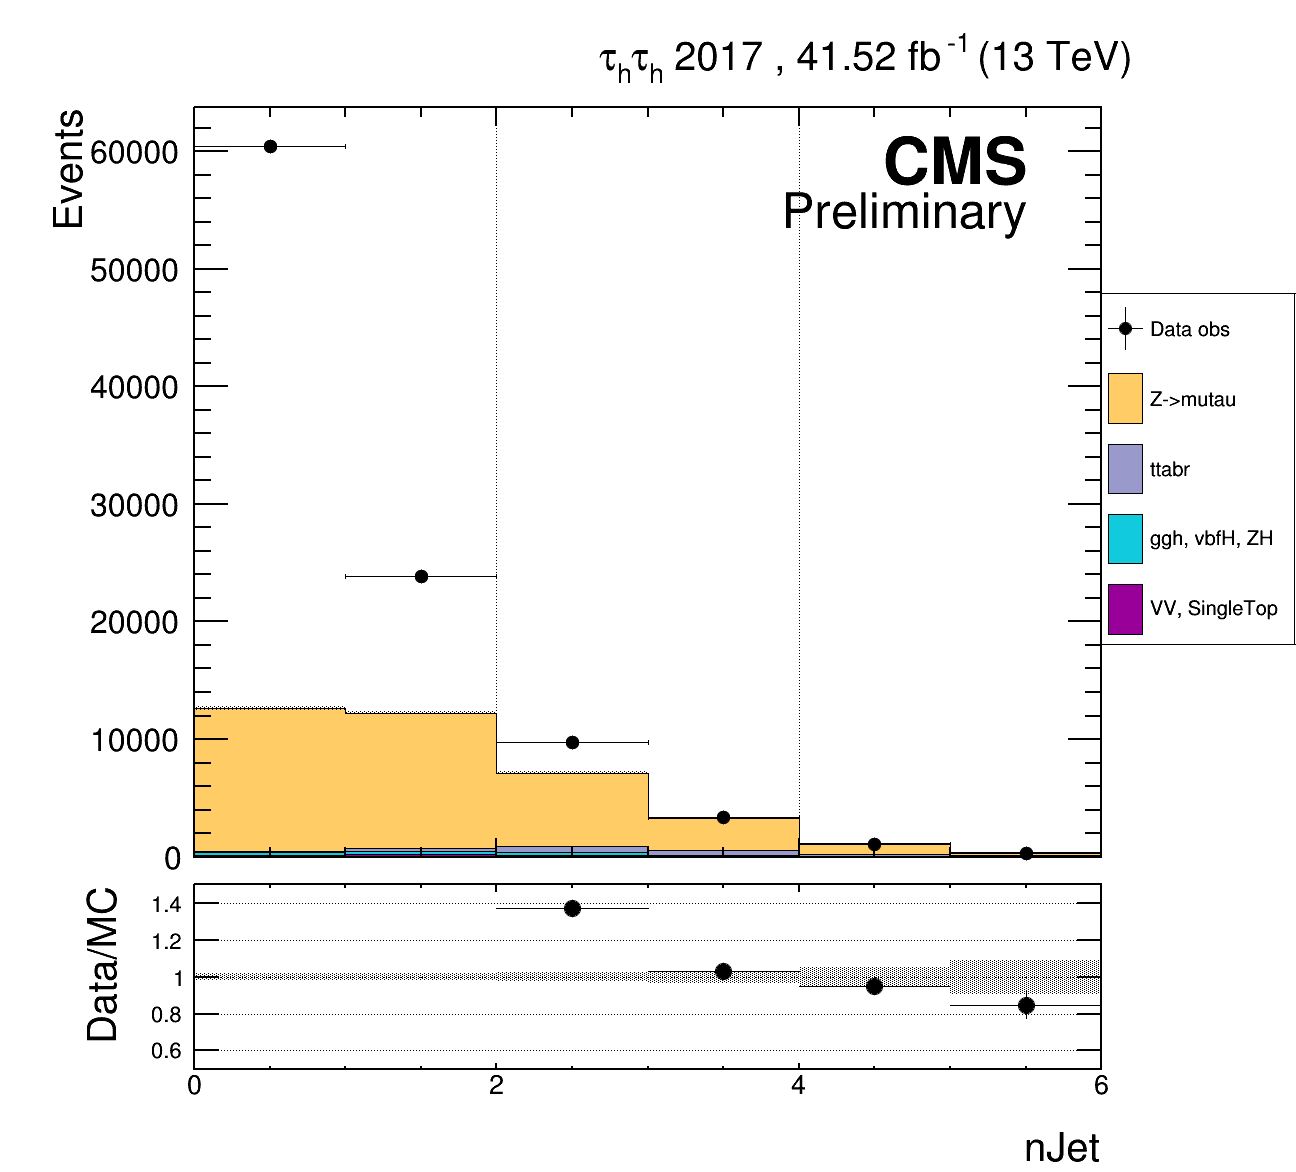 τhτh 2017 , 41.52 fb-1 (13 TeV)
Events
60000
50000
40000
30000
20000
10000
0
CMS
Preliminary
Data obs
Z->mutau
ttabr
ggh, vbfH, ZH
VV, SingleTop
Data/MC
1.4
1.2
1
0.8
0.6
0 2 4 6
nJet